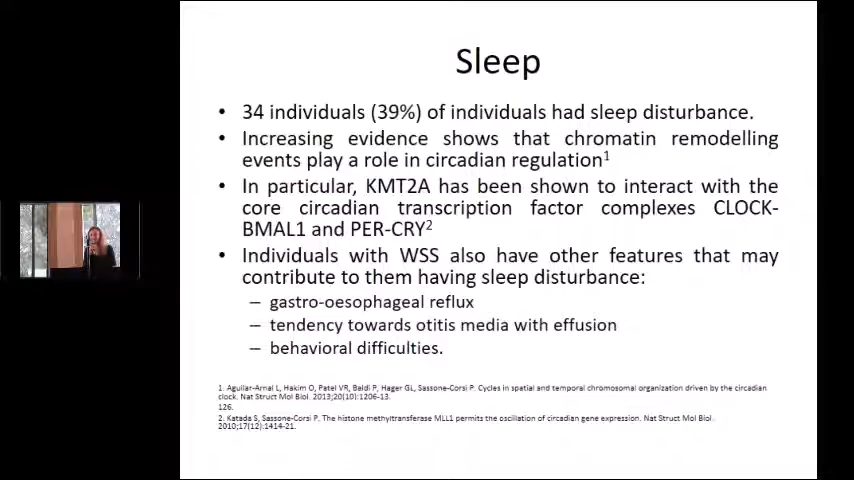 Sleep
• 34 individuals (39%) of individuals had sleep disturbance.
• Increasing evidence shows that chromatin remodelling
events play a role in circadian regulation1
• In particular, KMT2A has been shown to interact with the
core circadian transcription factor complexes CLOCK-
BMAL1 and PER-CRY2
• Individuals with WSS also have other features that may
contribute to them having sleep disturbance:
– gastro-oesophageal reflux
– tendency towards otitis media with effusion
– behavioral difficulties.
1. Aguilar-Arnal L, Hakim O, Patel VR, Baldi P, Hager GL, Sassone-Corsi P. Cycles in spatial and temporal chromosomal organization driven by the circadian
clock. Nat Struct Mol Biol. 2013;20(10):1206-13.
126.
2. Katada S, Sassone-Corsi P. The histone methyltransferase MLL1 permits the oscillation of circadian gene expression. Nat Struct Mol Biol.
2010;17(12):1414-21.